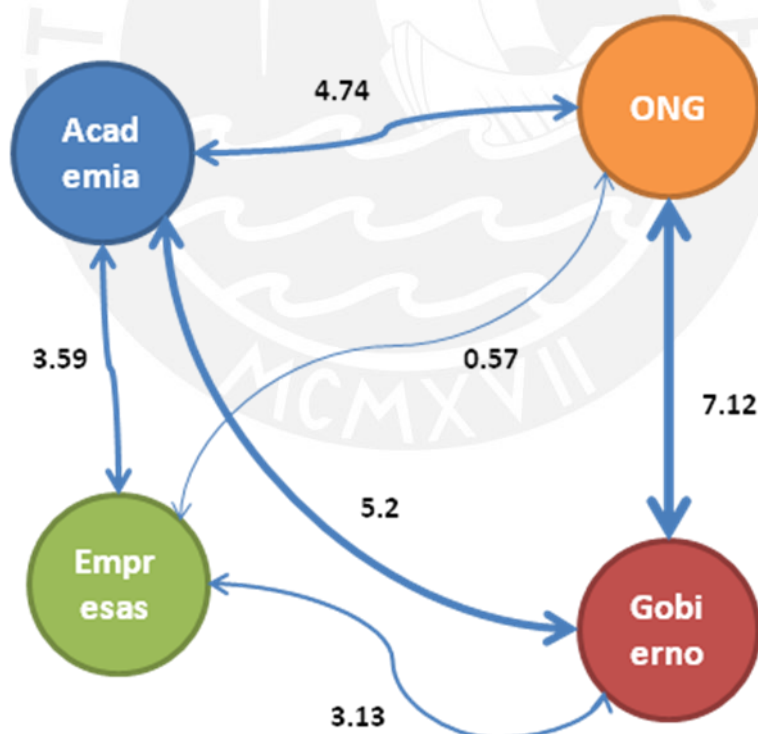 4.74
ONG
Acad
emia
3.59
0.57
MCMXVII
7.12
5.2
Empr
esas
Gobi
erno
3.13